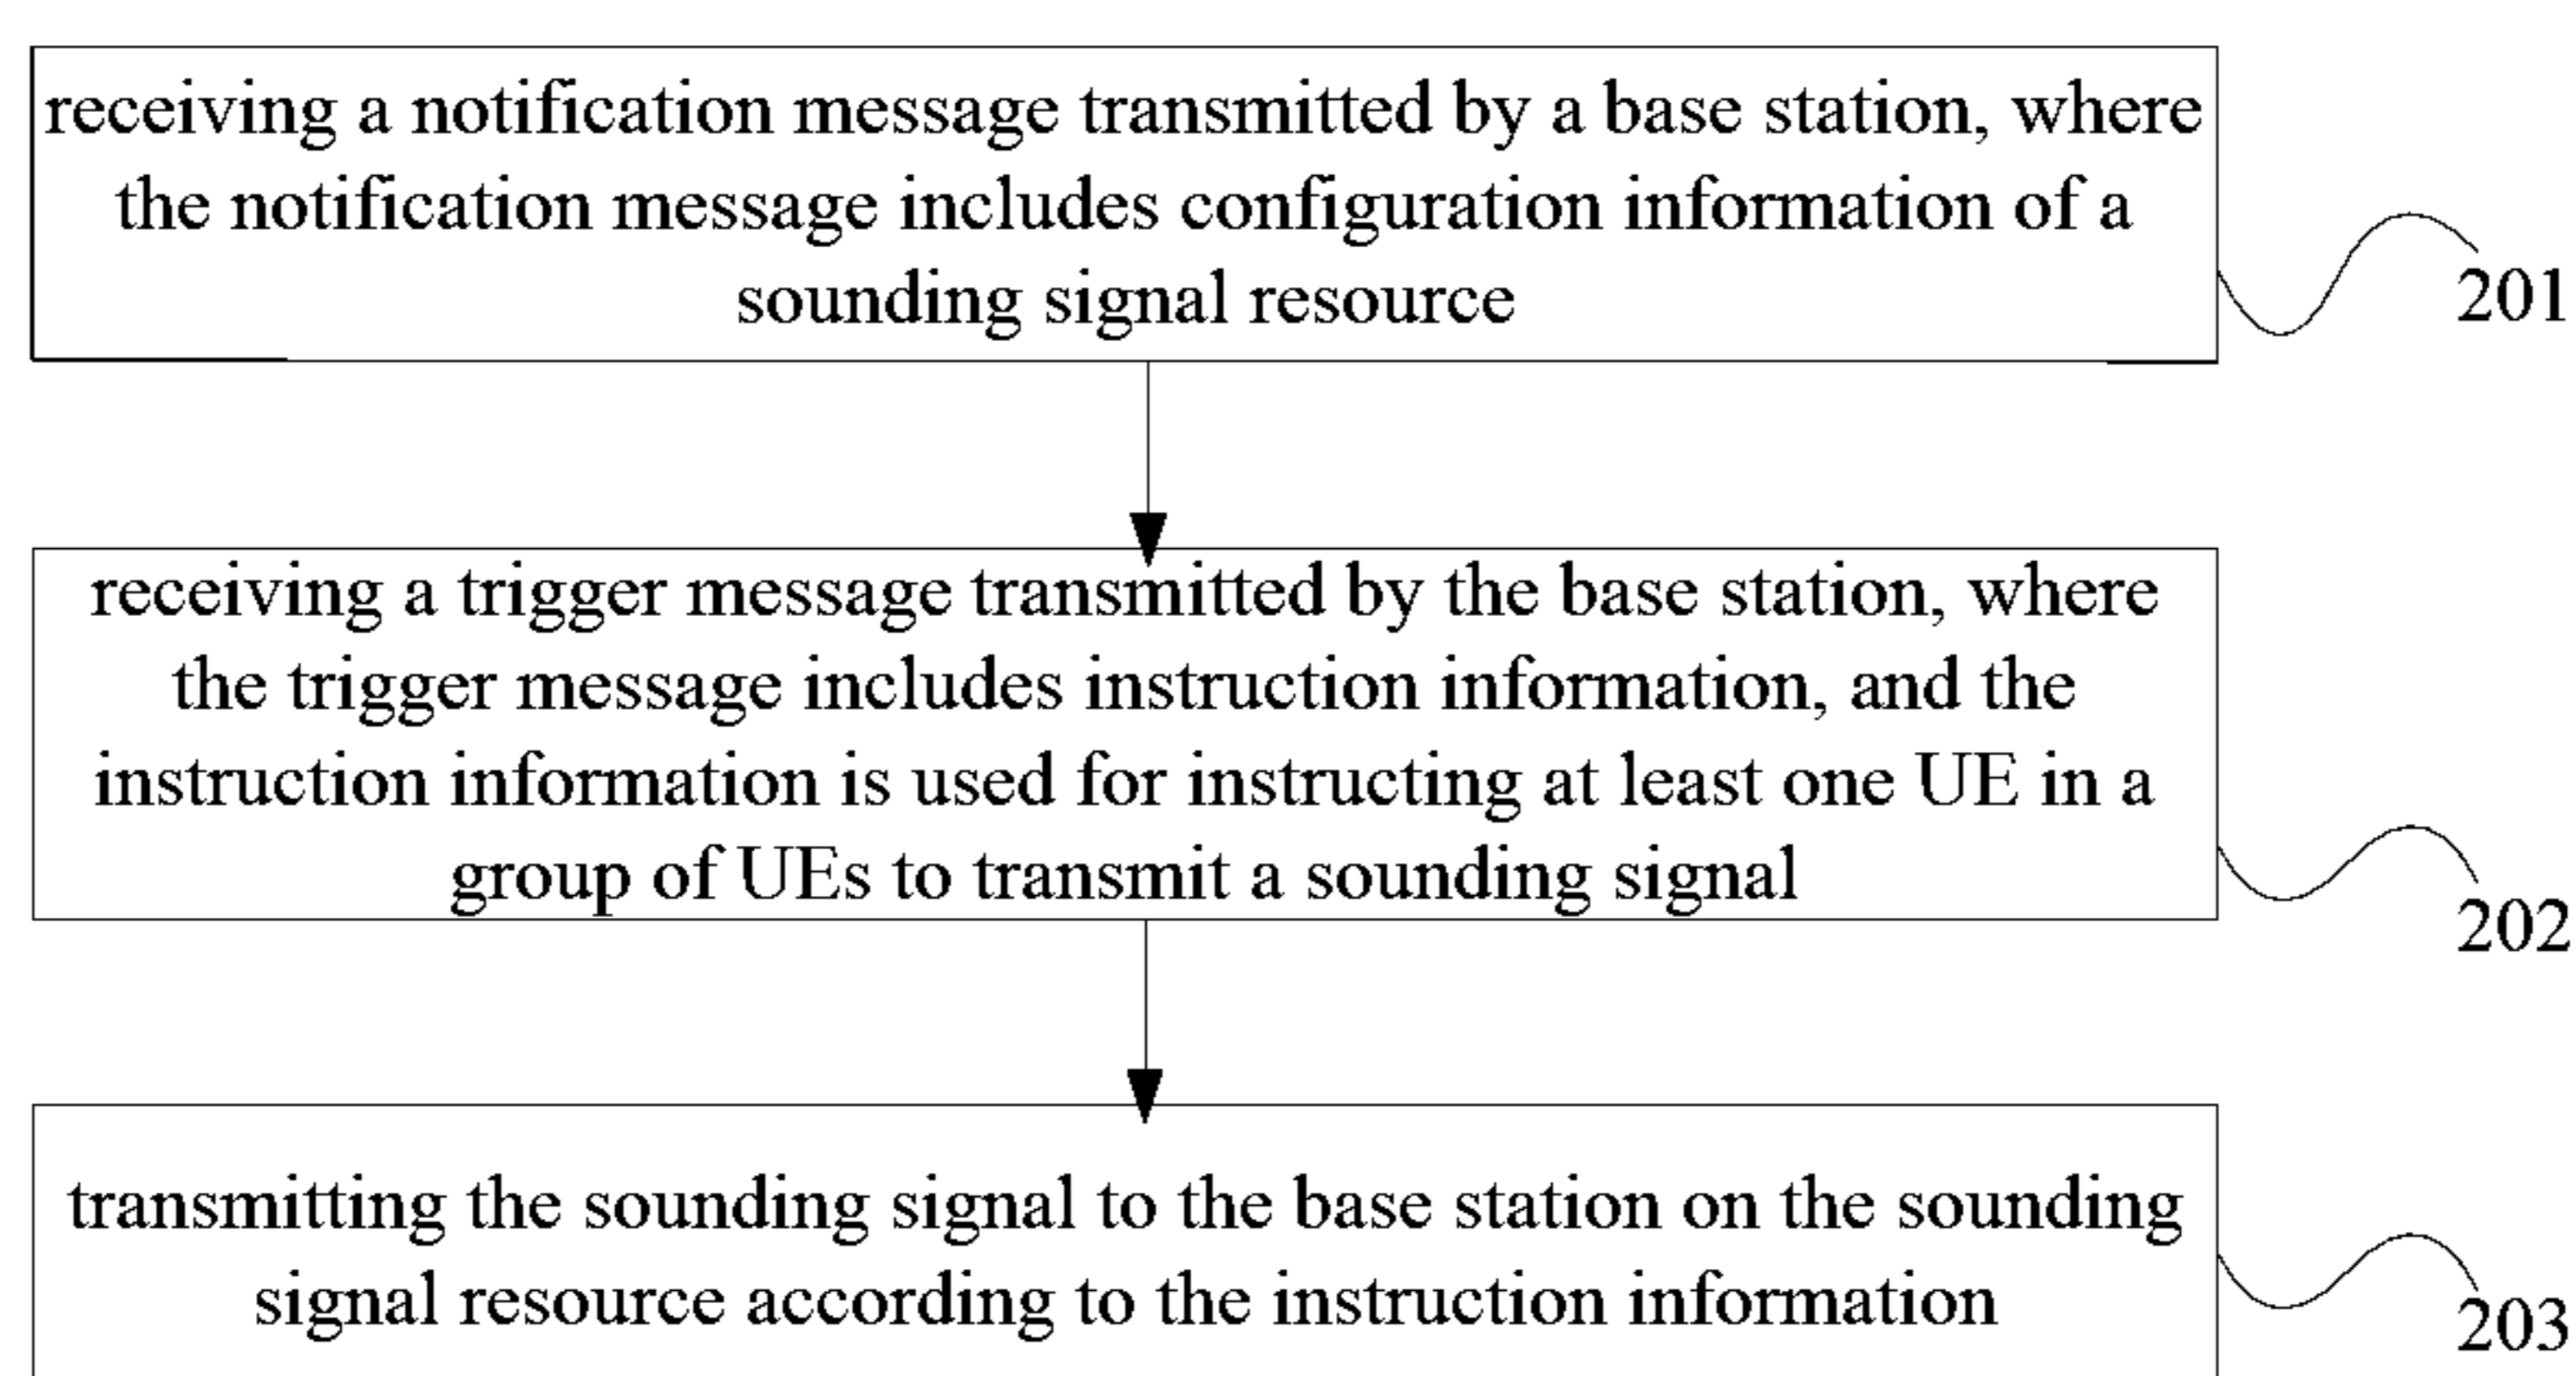 receiving a notification message transmitted by a base station, where
the notification message includes configuration information of a
sounding signal resource
201
receiving a trigger message transmitted by the base station, where
the trigger message includes instruction information, and the
instruction information is used for instructing at least one UE in a
group of UEs to transmit a sounding signal
202
transmitting the sounding signal to the base station on the sounding
signal resource according to the instruction information
203